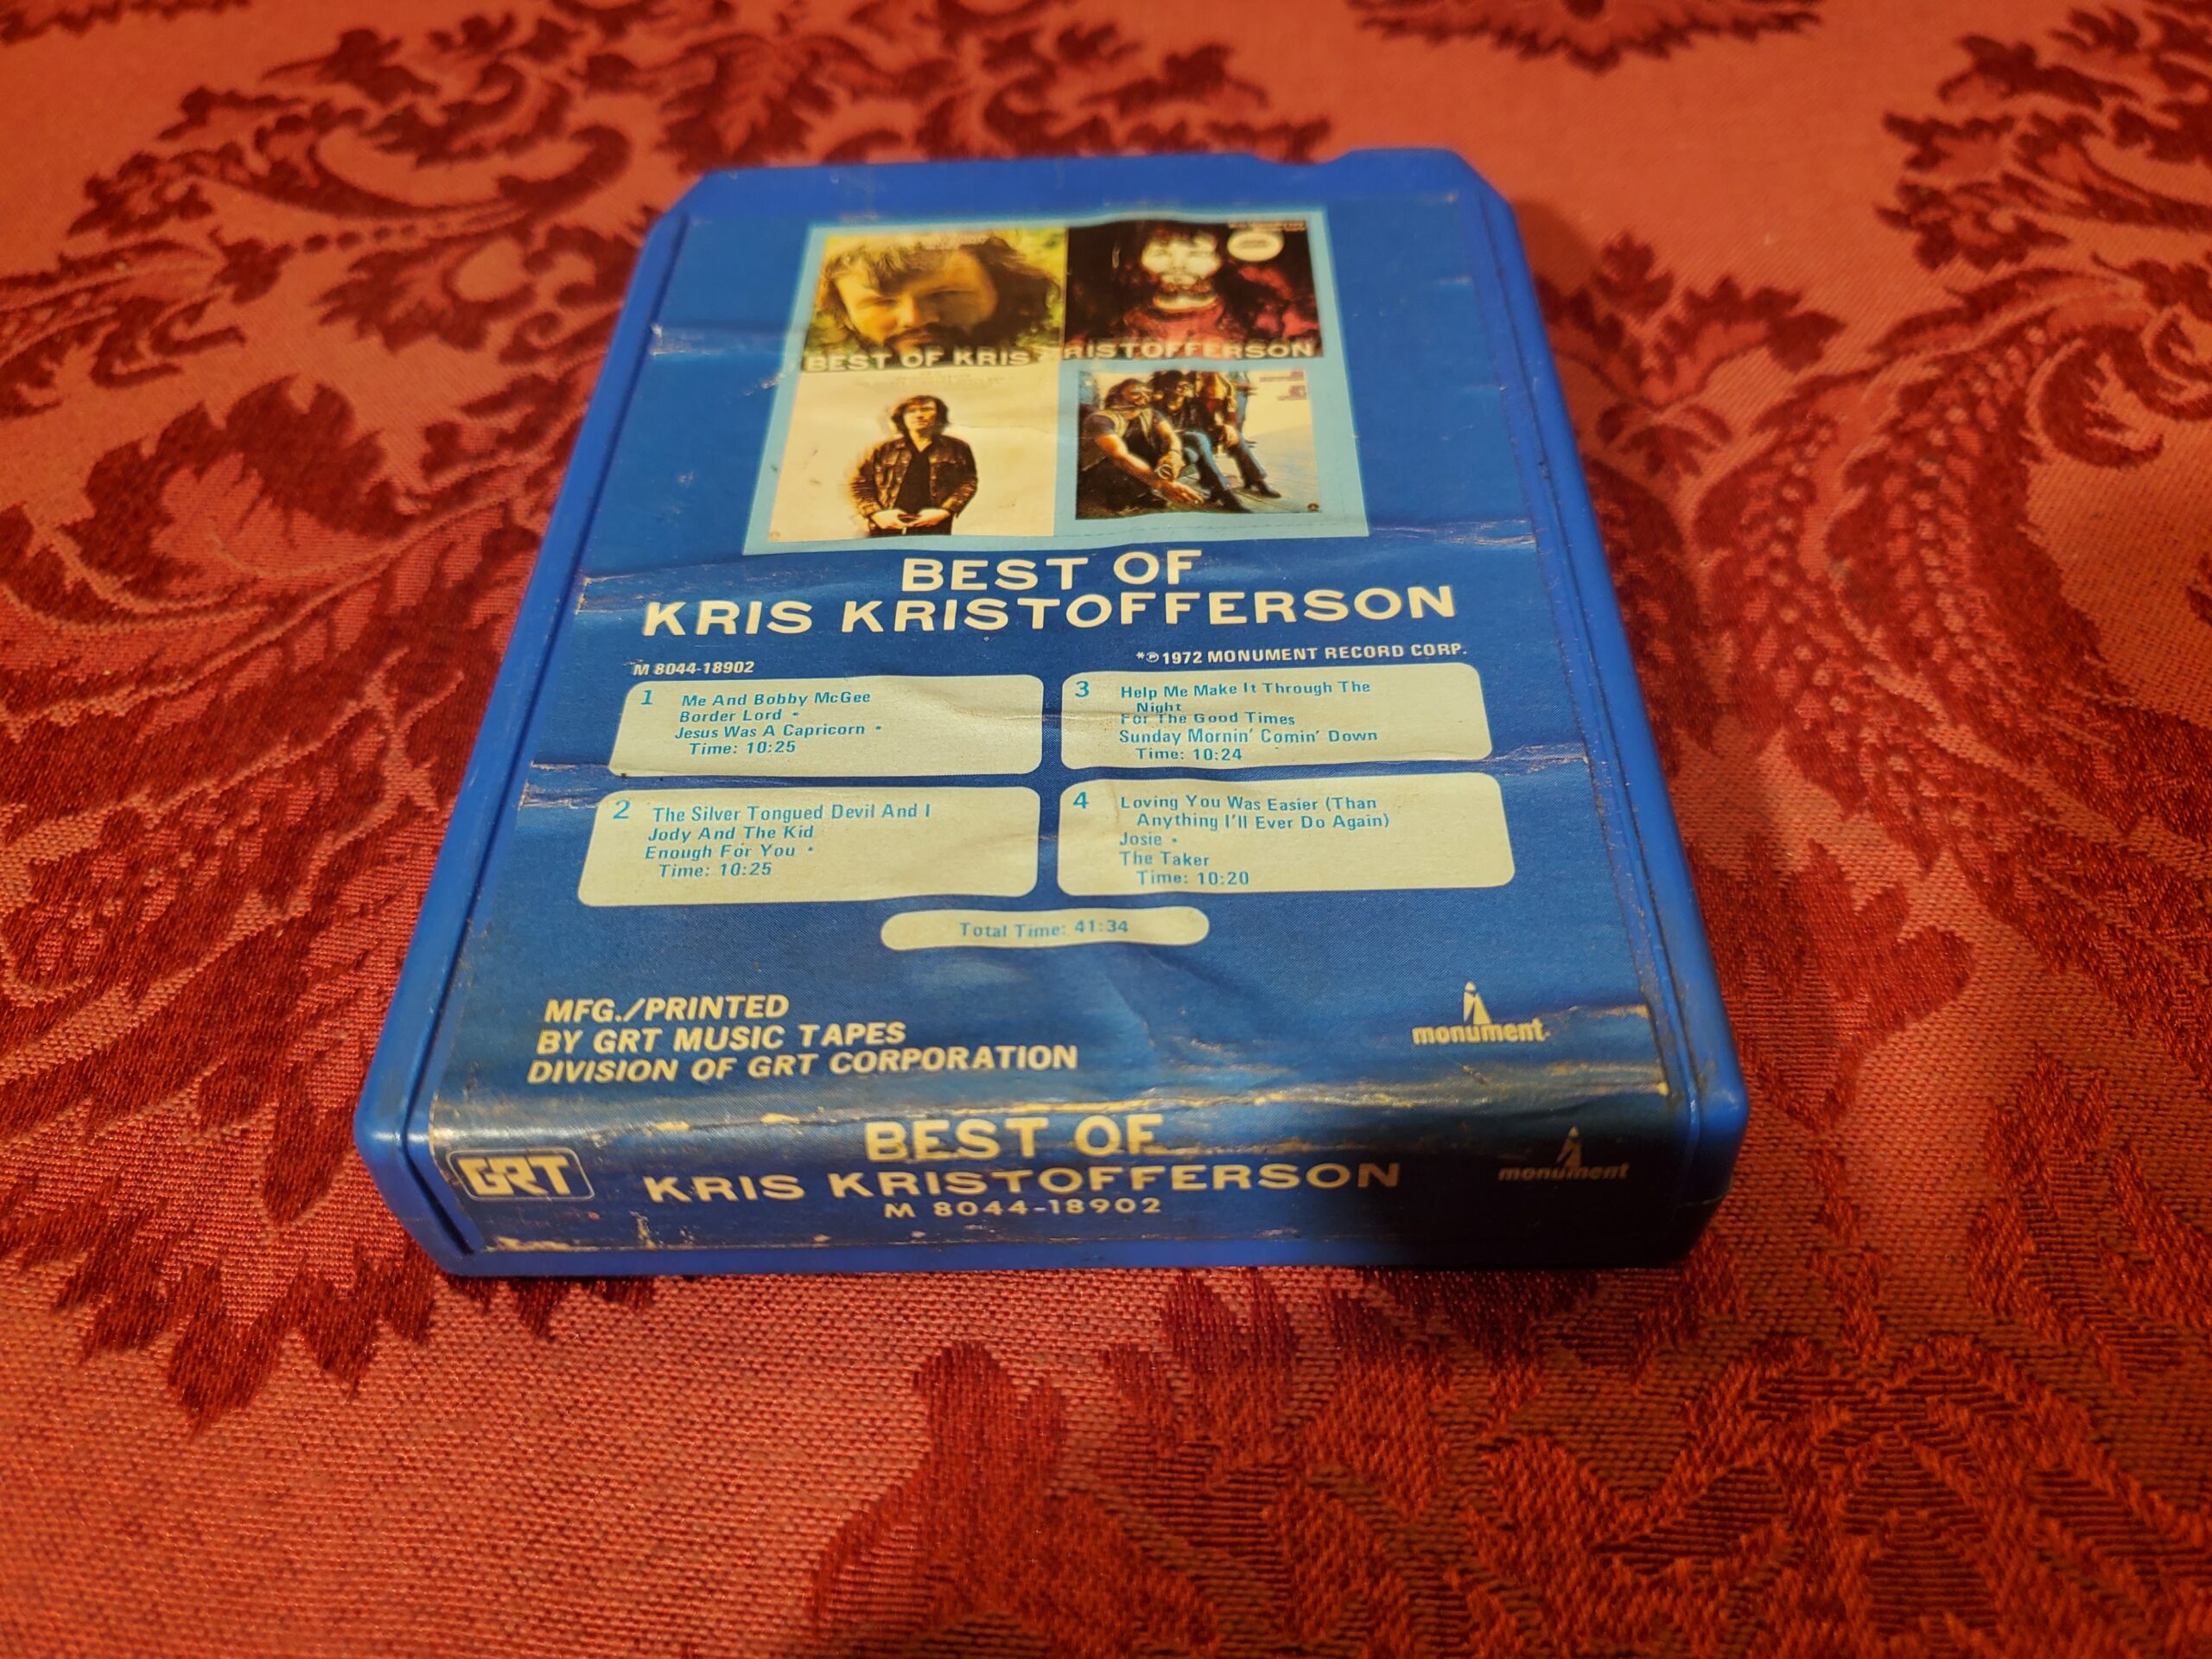 BEST OF KRIS KRISTOFFERSON
BEST OF
KRIS KRISTOFFERSON
M 8044-18902
*℗1972 MONUMENT RECORD CORP.
1 Me And Bobby McGee
Border Lord *
Jesus Was A Capricorn *
Time: 10:25
2 The Silver Tongued Devil And I
Jody And The Kid
Enough For You *
Time: 10:25
3 Help Me Make It Through The
Night
For The Good Times
Sunday Mornin' Comin' Down
Time: 10:24
4 Loving You Was Easier (Than
Anything I'll Ever Do Again)
Josie *
The Taker
Time: 10:20
Total Time: 41:34
MFG./PRINTED
BY GRT MUSIC TAPES
DIVISION OF GRT CORPORATION
monument
GRT
BEST OF
KRIS KRISTOFFERSON
M 8044-18902
monument